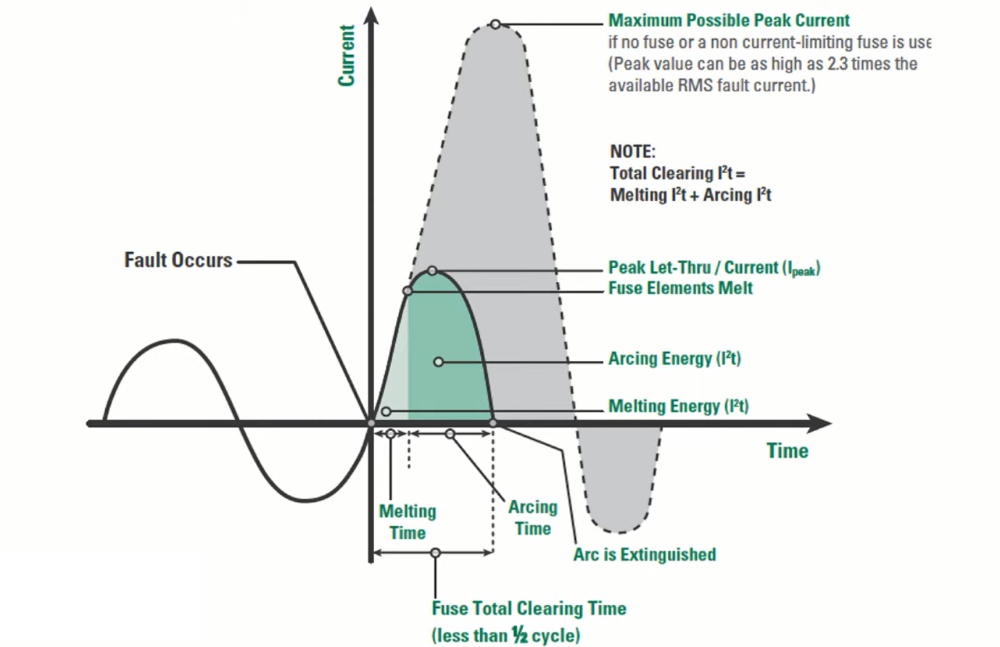 Current
Maximum Possible Peak Current
if no fuse or a non current-limiting fuse is use
(Peak value can be as high as 2.3 times the
available RMS fault current.)
NOTE:
Total Clearing I²t =
Melting I²t + Arcing I²t
Fault Occurs
Peak Let-Thru / Current (Ipeak)
Fuse Elements Melt
Arcing Energy (I²t)
Melting Energy (I²t)
Time
Melting
Time
Arcing
Time
Arc is Extinguished
Fuse Total Clearing Time
(less than ½ cycle)